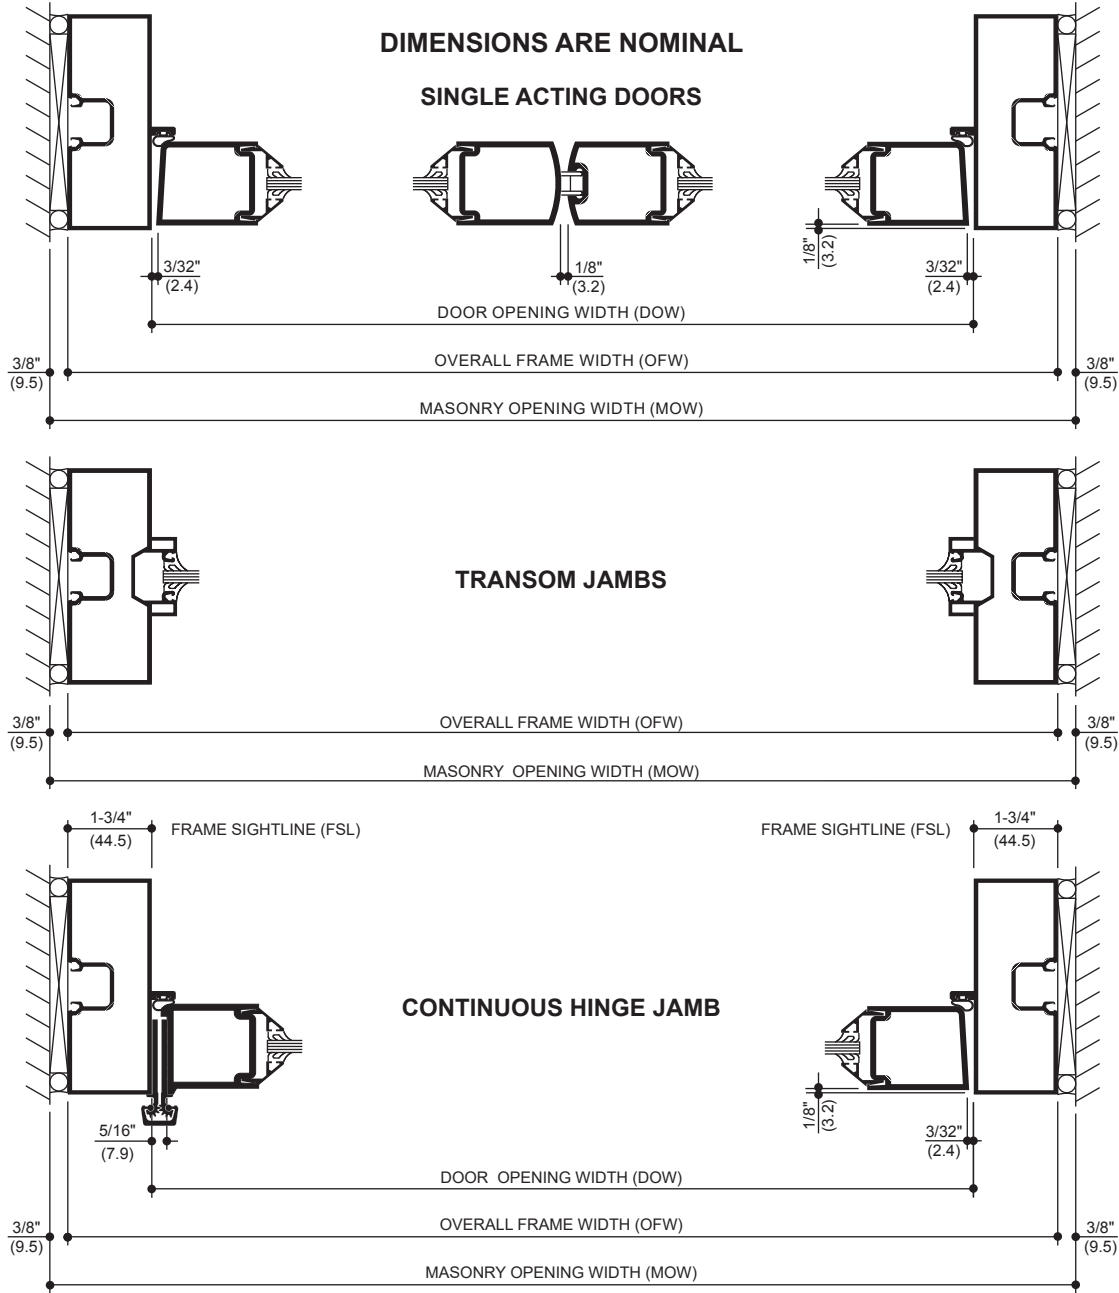 DIMENSIONS ARE NOMINAL
SINGLE ACTING DOORS
1/8"
(3.2)
3/32"
(2.4)
1/8"
(3.2)
3/32"
(2.4)
DOOR OPENING WIDTH (DOW)
3/8"
(9.5)
OVERALL FRAME WIDTH (OFW)
3/8"
(9.5)
MASONRY OPENING WIDTH (MOW)
TRANSOM JAMBS
3/8"
(9.5)
OVERALL FRAME WIDTH (OFW)
3/8"
(9.5)
MASONRY OPENING WIDTH (MOW)
1-3/4"
(44.5)
FRAME SIGHTLINE (FSL)
FRAME SIGHTLINE (FSL)
1-3/4"
(44.5)
CONTINUOUS HINGE JAMB
1/8"
(3.2)
5/16"
(7.9)
3/32"
(2.4)
DOOR OPENING WIDTH (DOW)
3/8"
(9.5)
OVERALL FRAME WIDTH (OFW)
3/8"
(9.5)
MASONRY OPENING WIDTH (MOW)